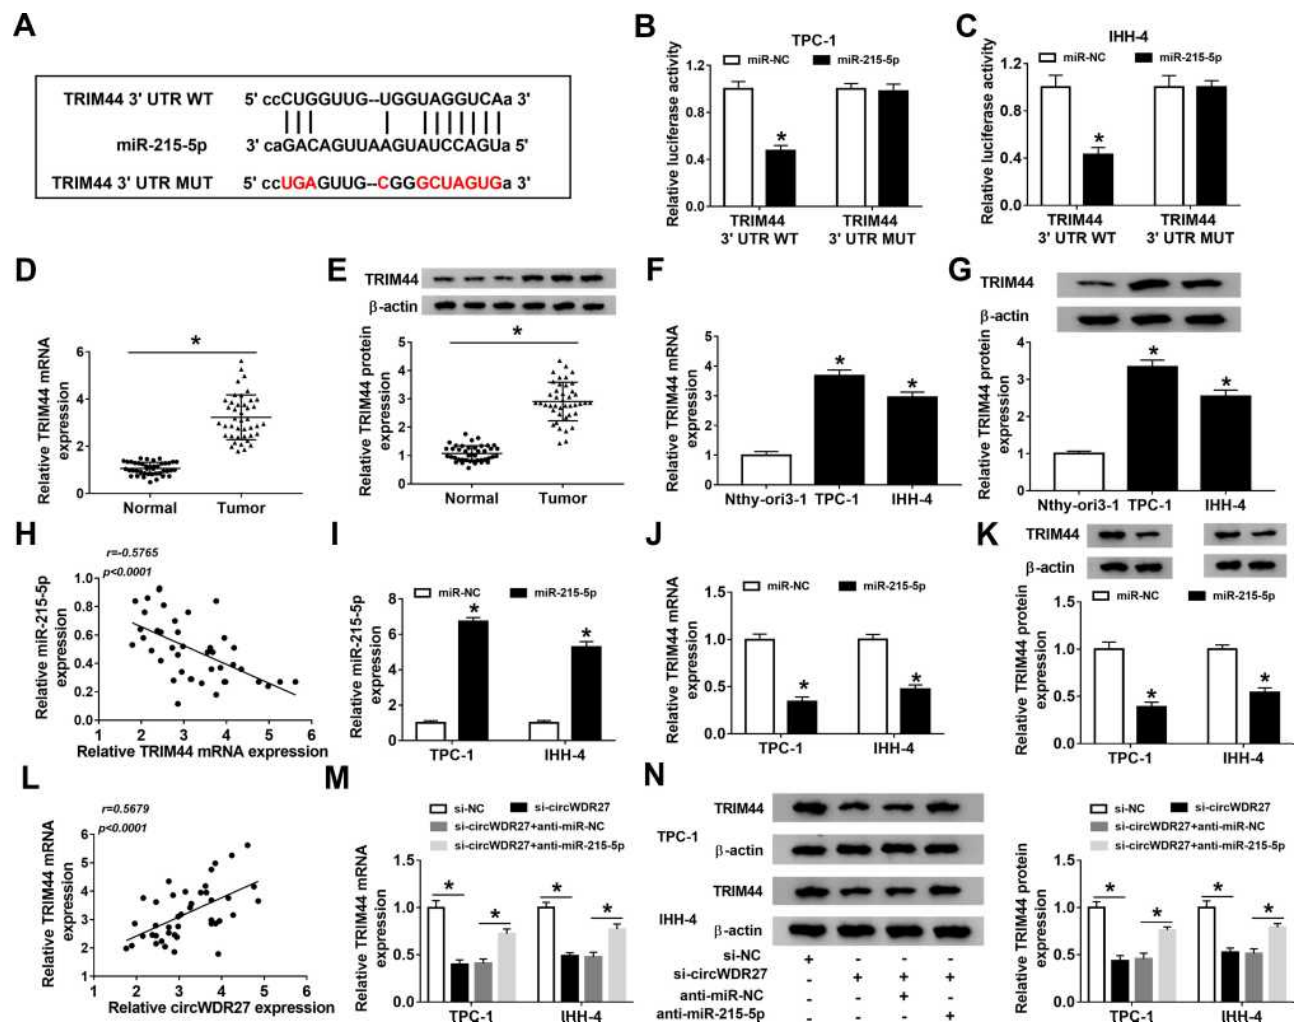 A
TRIM44 3' UTR WT 5' ccCUGGUUG--UGGUAGGUCAa 3'
miR-215-5p 3' caGACAGUUAAGUAUCCAGUa 5'
TRIM44 3' UTR MUT 5' ccUGAGUUG--CGGGCUAGUGa 3'
B
TPC-1
miR-NC miR-215-5p
Relative luciferase activity
1.2
0.8
0.4
0.0
*
TRIM44 3' UTR WT
TRIM44 3' UTR MUT
C
IHH-4
miR-NC miR-215-5p
Relative luciferase activity
1.2
0.8
0.4
0.0
*
TRIM44 3' UTR WT
TRIM44 3' UTR MUT
D
Relative TRIM44 mRNA
expression
6
4
2
0
*
Normal Tumor
E
TRIM44
β-actin
Relative TRIM44 protein
expression
5
4
3
2
1
0
*
Normal Tumor
F
Relative TRIM44 mRNA
expression
5
4
3
2
1
0
* *
Nthy-ori3-1 TPC-1 IHH-4
G
TRIM44
β-actin
Relative TRIM44 protein
expression
4
3
2
1
0
* *
Nthy-ori3-1 TPC-1 IHH-4
H
r=-0.5765
p<0.0001
Relative miR-215-5p
expression
1.0
0.8
0.6
0.4
0.2
0.0
1 2 3 4 5 6
Relative TRIM44 mRNA expression
I
miR-NC miR-215-5p
Relative miR-215-5p
expression
8
6
4
2
0
* *
TPC-1 IHH-4
J
miR-NC miR-215-5p
Relative TRIM44 mRNA
expression
1.5
1.0
0.5
0.0
* *
TPC-1 IHH-4
K
TRIM44
β-actin
miR-NC miR-215-5p
Relative TRIM44 protein
expression
1.5
1.0
0.5
0.0
* *
TPC-1 IHH-4
L
r=0.5679
p<0.0001
Relative TRIM44 mRNA
expression
6
5
4
3
2
1
1 2 3 4 5 6
Relative circWDR27 expression
M
si-NC si-circWDR27
si-circWDR27+anti-miR-NC
si-circWDR27+anti-miR-215-5p
Relative TRIM44 mRNA
expression
1.5
1.0
0.5
0.0
* * * *
TPC-1 IHH-4
N
TPC-1
TRIM44
β-actin
IHH-4
TRIM44
β-actin
si-NC + - - -
si-circWDR27 - + + +
anti-miR-NC - - + -
anti-miR-215-5p - - - +
si-NC si-circWDR27
si-circWDR27+anti-miR-NC
si-circWDR27+anti-miR-215-5p
Relative TRIM44 protein
expression
1.5
1.0
0.5
0.0
* * * *
TPC-1 IHH-4